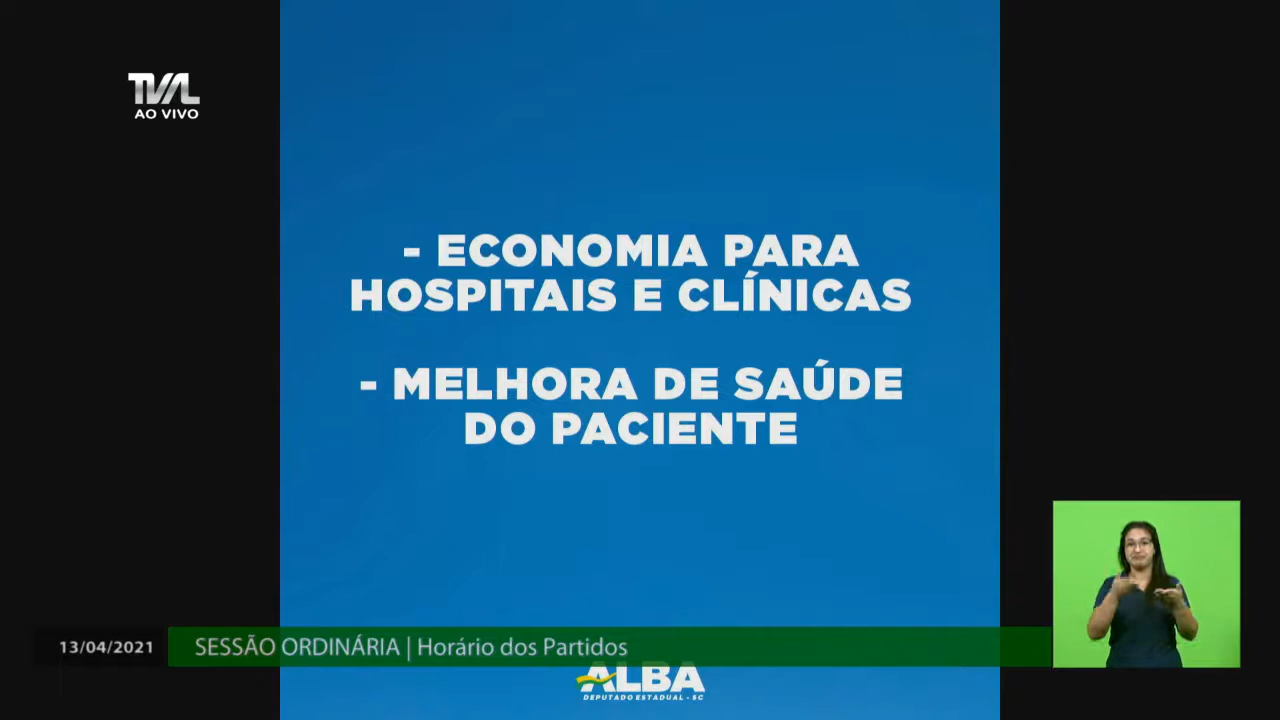 TVAL
AO VIVO
- ECONOMIA PARA
HOSPITAIS E CLÍNICAS
- MELHORA DE SAÚDE
DO PACIENTE
13/04/2021
SESSÃO ORDINÁRIA | Horário dos Partidos
ALBA
DEPUTADO ESTADUAL - SC